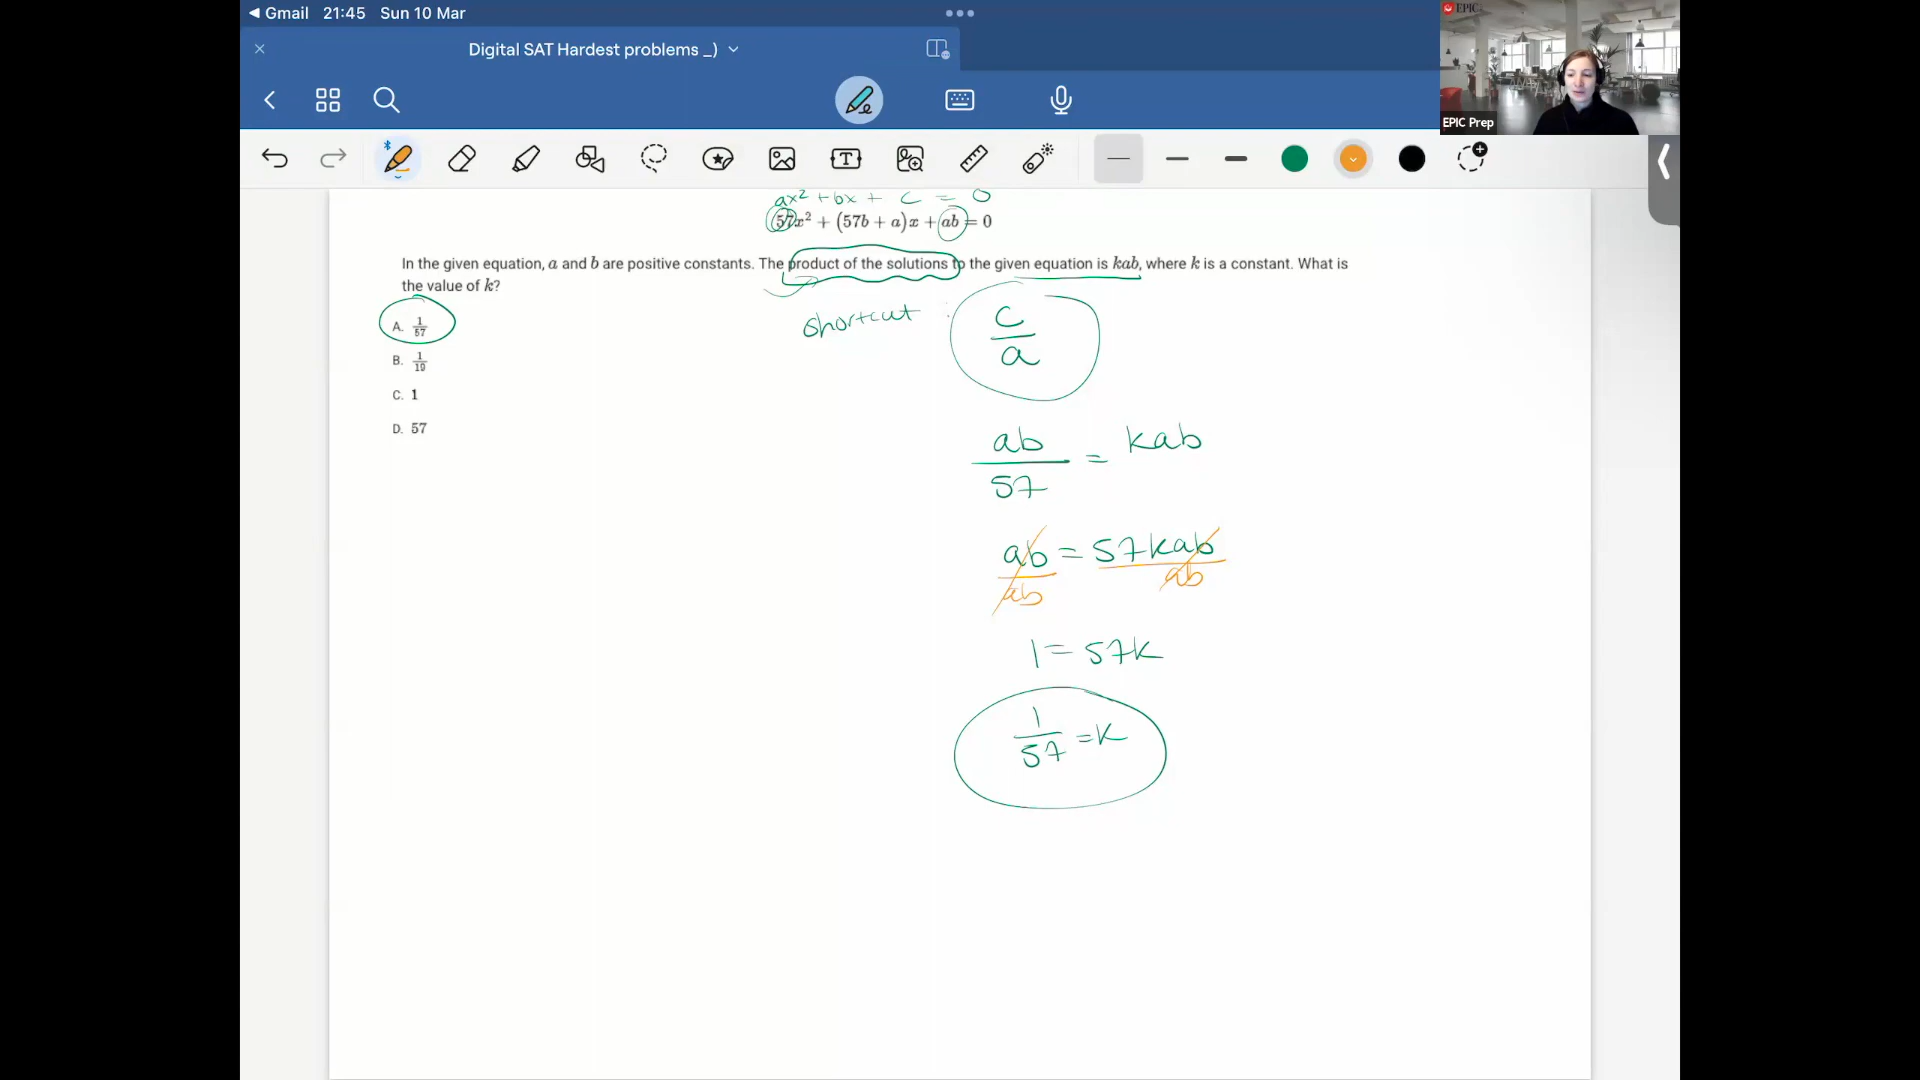 Gmail 21:45 Sun 10 Mar
EPIC
Digital SAT Hardest problems _)
EPIC Prep
ax² + bx + c = 0
57x² + (57b + a)x + ab = 0
In the given equation, a and b are positive constants. The product of the solutions to the given equation is kab, where k is a constant. What is
the value of k?
A. 1/57
B. 1/19
C. 1
D. 57
shortcut : c/a
ab/57 = kab
ab/ab = 57kab/ab
1 = 57k
1/57 = k